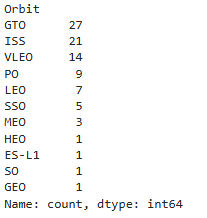 Orbit
GTO 27
ISS 21
VLEO 14
PO 9
LEO 7
SSO 5
MEO 3
HEO 1
ES-L1 1
SO 1
GEO 1
Name: count, dtype: int64